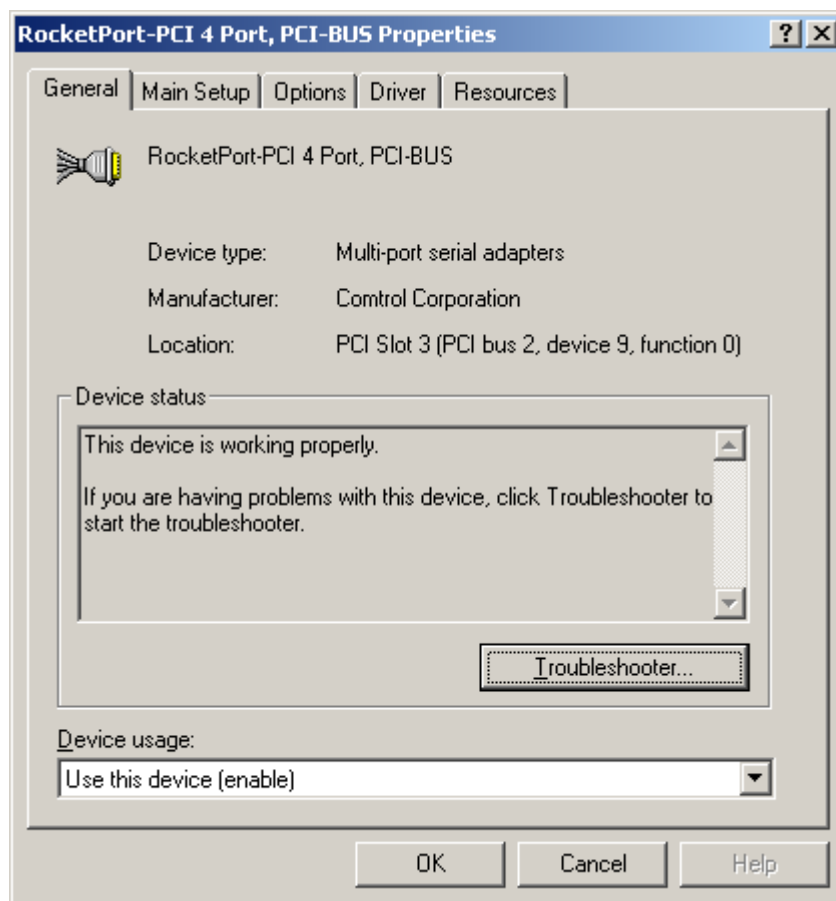 RocketPort-PCI 4 Port, PCI-BUS Properties
General
Main Setup
Options
Driver
Resources
RocketPort-PCI 4 Port, PCI-BUS
Device type: Multi-port serial adapters
Manufacturer: Comtrol Corporation
Location: PCI Slot 3 (PCI bus 2, device 9, function 0)
Device status
This device is working properly.
If you are having problems with this device, click Troubleshooter to
start the troubleshooter.
Troubleshooter...
Device usage:
Use this device (enable)
OK
Cancel
Help